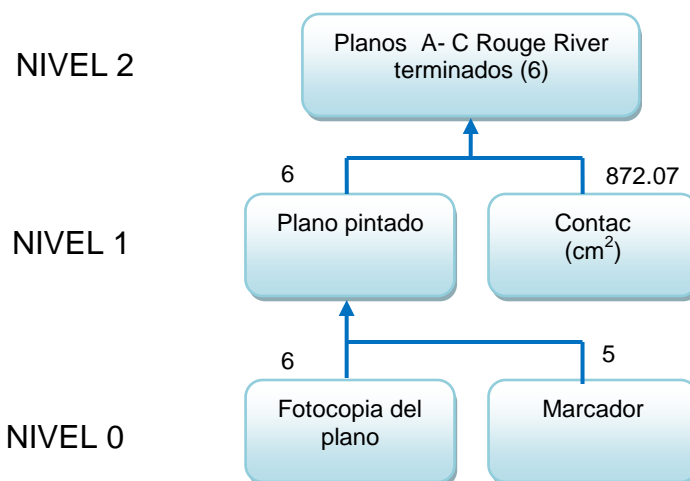 NIVEL 2
Planos A- C Rouge River
terminados (6)
6
872.07
NIVEL 1
Plano pintado
Contac
(cm²)
6
5
NIVEL 0
Fotocopia del
plano
Marcador